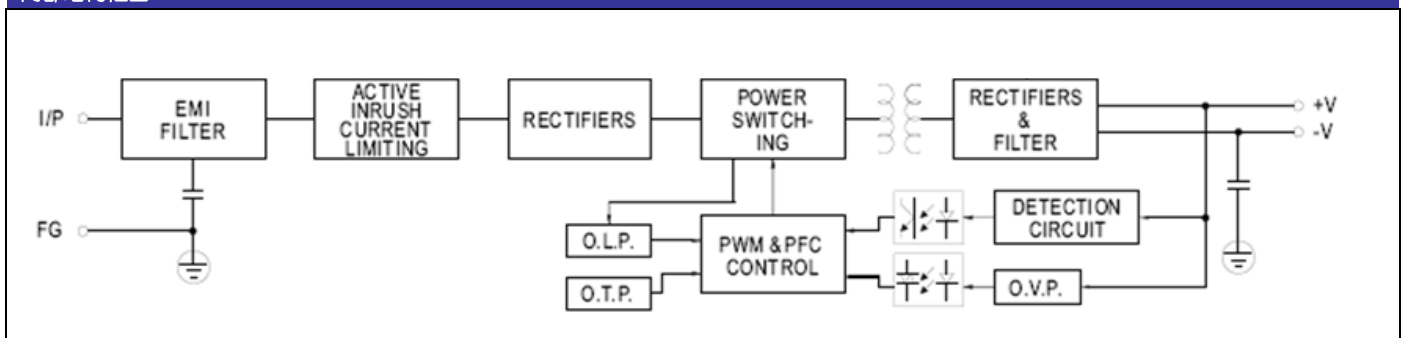 I/P
EMI
FILTER
ACTIVE
INRUSH
CURRENT
LIMITING
RECTIFIERS
POWER
SWITCH-
ING
RECTIFIERS
&
FILTER
+V
-V
FG
O.L.P.
O.T.P.
PWM & PFC
CONTROL
DETECTION
CIRCUIT
O.V.P.